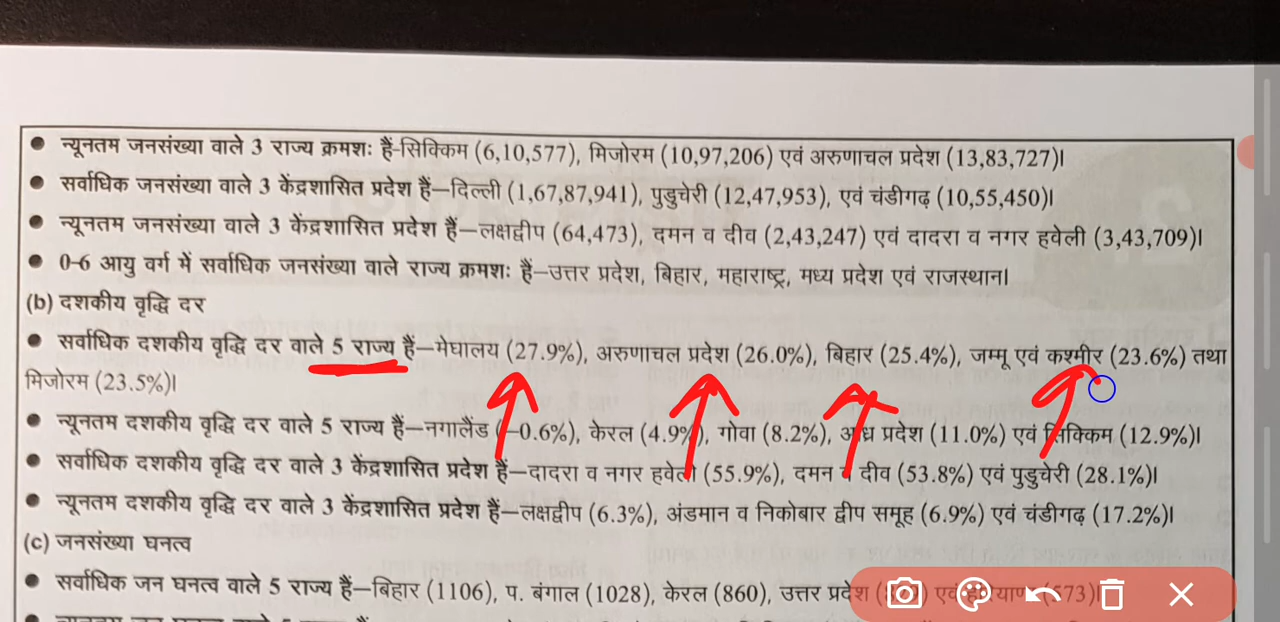 ● न्यूनतम जनसंख्या वाले 3 राज्य क्रमशः हैं-सिक्किम (6,10,577), मिजोरम (10,97,206) एवं अरुणाचल प्रदेश (13,83,727)।
● सर्वाधिक जनसंख्या वाले 3 केंद्रशासित प्रदेश हैं—दिल्ली (1,67,87,941), पुडुचेरी (12,47,953), एवं चंडीगढ़ (10,55,450)।
● न्यूनतम जनसंख्या वाले 3 केंद्रशासित प्रदेश हैं—लक्षद्वीप (64,473), दमन व दीव (2,43,247) एवं दादरा व नगर हवेली (3,43,709)।
● 0-6 आयु वर्ग में सर्वाधिक जनसंख्या वाले राज्य क्रमशः हैं—उत्तर प्रदेश, बिहार, महाराष्ट्र, मध्य प्रदेश एवं राजस्थान।
(b) दशकीय वृद्धि दर
● सर्वाधिक दशकीय वृद्धि दर वाले 5 राज्य हैं—मेघालय (27.9%), अरुणाचल प्रदेश (26.0%), बिहार (25.4%), जम्मू एवं कश्मीर (23.6%) तथा
मिजोरम (23.5%)।
● न्यूनतम दशकीय वृद्धि दर वाले 5 राज्य हैं—नगालैंड (-0.6%), केरल (4.9%), गोवा (8.2%), आंध्र प्रदेश (11.0%) एवं सिक्किम (12.9%)।
● सर्वाधिक दशकीय वृद्धि दर वाले 3 केंद्रशासित प्रदेश हैं—दादरा व नगर हवेली (55.9%), दमन व दीव (53.8%) एवं पुडुचेरी (28.1%)।
● न्यूनतम दशकीय वृद्धि दर वाले 3 केंद्रशासित प्रदेश हैं—लक्षद्वीप (6.3%), अंडमान व निकोबार द्वीप समूह (6.9%) एवं चंडीगढ़ (17.2%)।
(c) जनसंख्या घनत्व
● सर्वाधिक जन घनत्व वाले 5 राज्य हैं—बिहार (1106), प. बंगाल (1028), केरल (860), उत्तर प्रदेश एवं